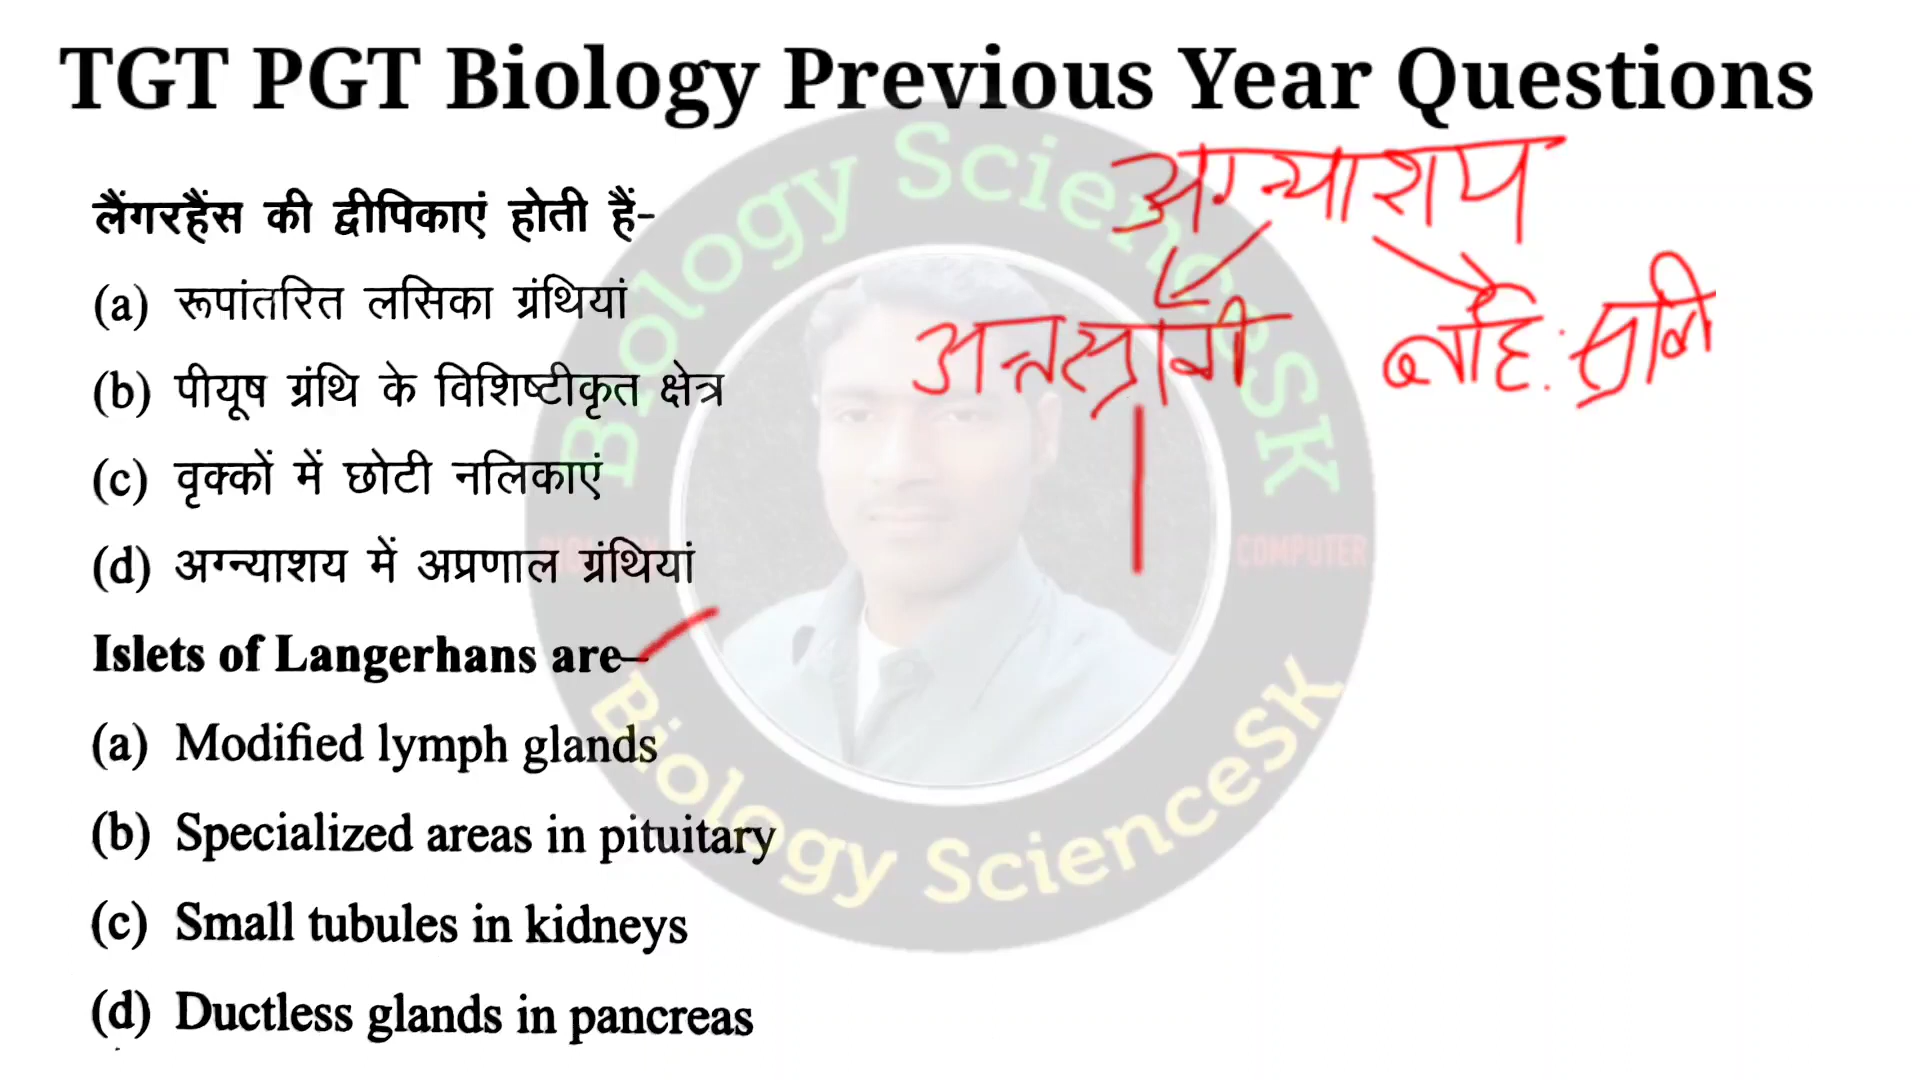 TGT PGT Biology Previous Year Questions
लैंगरहैंस की द्वीपिकाएं होती हैं-
(a) रूपांतरित लसिका ग्रंथियां
(b) पीयूष ग्रंथि के विशिष्टीकृत क्षेत्र
(c) वृक्कों में छोटी नलिकाएं
(d) अग्न्याशय में अप्रणाल ग्रंथियां
Islets of Langerhans are–
(a) Modified lymph glands
(b) Specialized areas in pituitary
(c) Small tubules in kidneys
(d) Ductless glands in pancreas
अग्न्याशय
Biology ScienceSK
COMPUTER
Biology ScienceSK